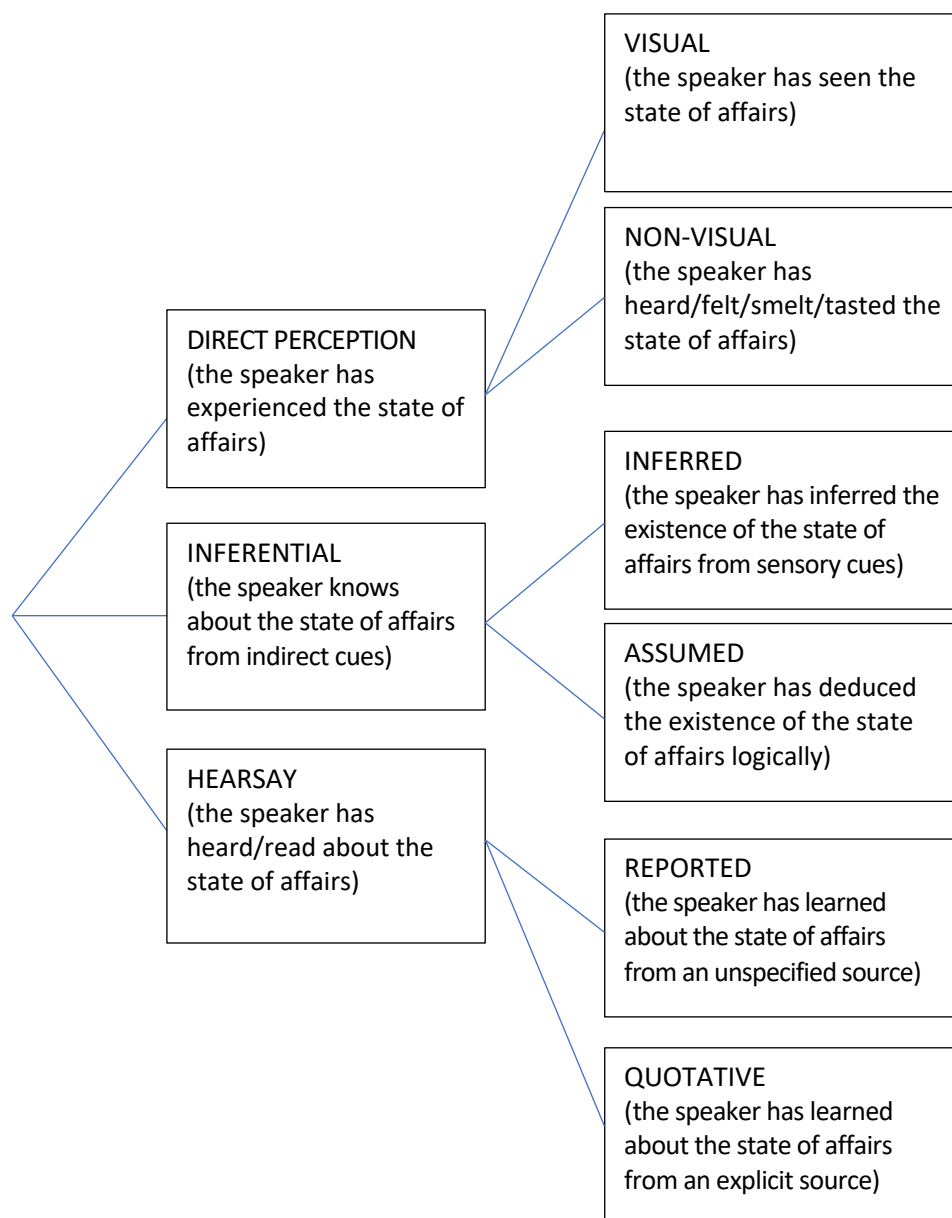 VISUAL
(the speaker has seen the
state of affairs)
NON-VISUAL
(the speaker has
heard/felt/smelt/tasted the
state of affairs)
DIRECT PERCEPTION
(the speaker has
experienced the state of
affairs)
INFERRED
(the speaker has inferred the
existence of the state of
affairs from sensory cues)
INFERENTIAL
(the speaker knows
about the state of affairs
from indirect cues)
ASSUMED
(the speaker has deduced
the existence of the state
of affairs logically)
HEARSAY
(the speaker has
heard/read about the
state of affairs)
REPORTED
(the speaker has learned
about the state of affairs
from an unspecified source)
QUOTATIVE
(the speaker has learned
about the state of affairs
from an explicit source)